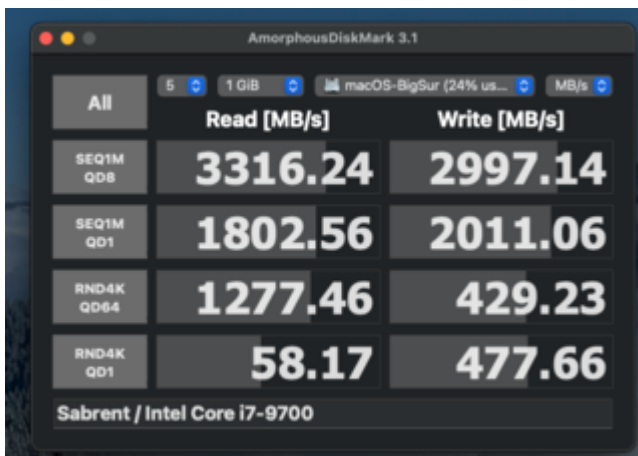 AmorphousDiskMark 3.1
All
5 1 GiB macOS-BigSur (24% us... MB/s
Read [MB/s] Write [MB/s]
SEQ1M QD8 3316.24 2997.14
SEQ1M QD1 1802.56 2011.06
RND4K QD64 1277.46 429.23
RND4K QD1 58.17 477.66
Sabrent / Intel Core i7-9700